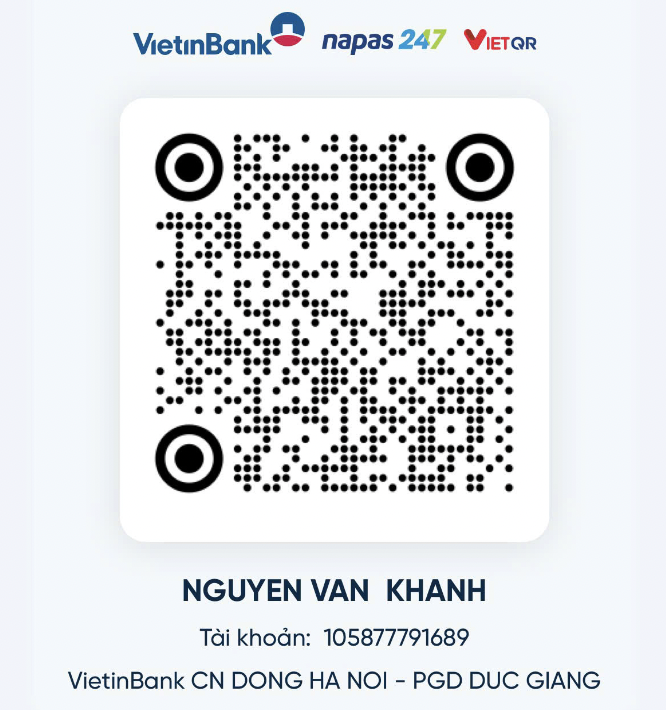 VietinBank napas 247 VIETQR
NGUYEN VAN KHANH
Tài khoản: 105877791689
VietinBank CN DONG HA NOI - PGD DUC GIANG